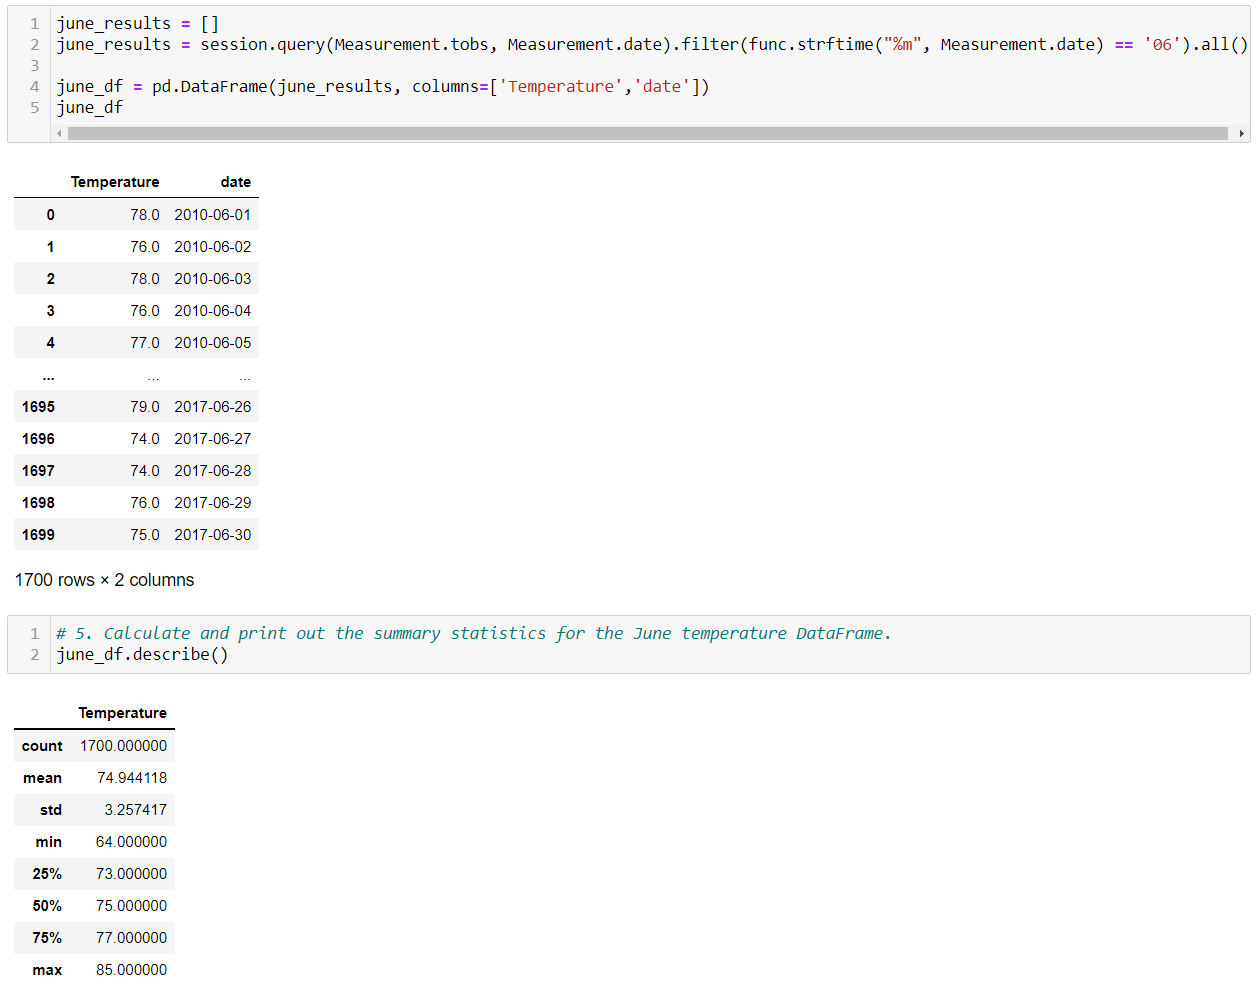 1 june_results = []
2 june_results = session.query(Measurement.tobs, Measurement.date).filter(func.strftime("%m", Measurement.date) == '06').all()
3
4 june_df = pd.DataFrame(june_results, columns=['Temperature','date'])
5 june_df
Temperature date
0 78.0 2010-06-01
1 76.0 2010-06-02
2 78.0 2010-06-03
3 76.0 2010-06-04
4 77.0 2010-06-05
... ... ...
1695 79.0 2017-06-26
1696 74.0 2017-06-27
1697 74.0 2017-06-28
1698 76.0 2017-06-29
1699 75.0 2017-06-30
1700 rows × 2 columns
1 # 5. Calculate and print out the summary statistics for the June temperature DataFrame.
2 june_df.describe()
Temperature
count 1700.000000
mean 74.944118
std 3.257417
min 64.000000
25% 73.000000
50% 75.000000
75% 77.000000
max 85.000000